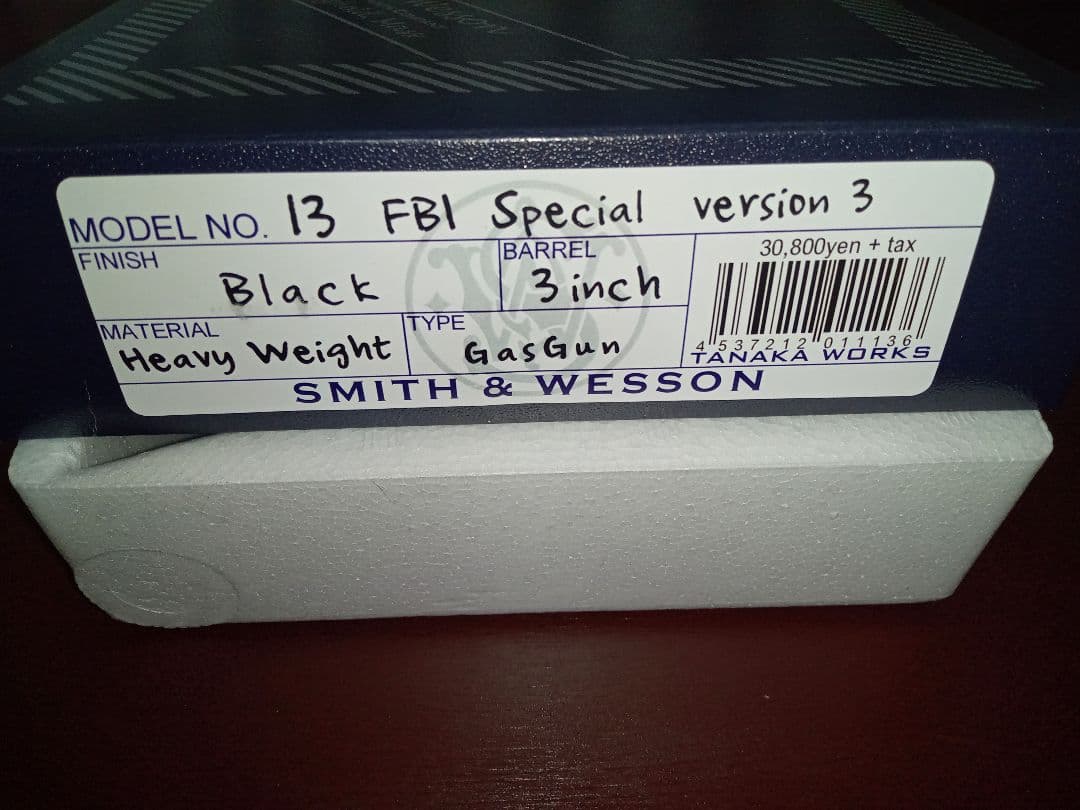 MODEL NO. 13 FBI Special version 3
FINISH Black
BARREL 3 inch
30,800yen + tax
MATERIAL Heavy Weight
TYPE GasGun
4 537212 011136
TANAKA WORKS
SMITH & WESSON